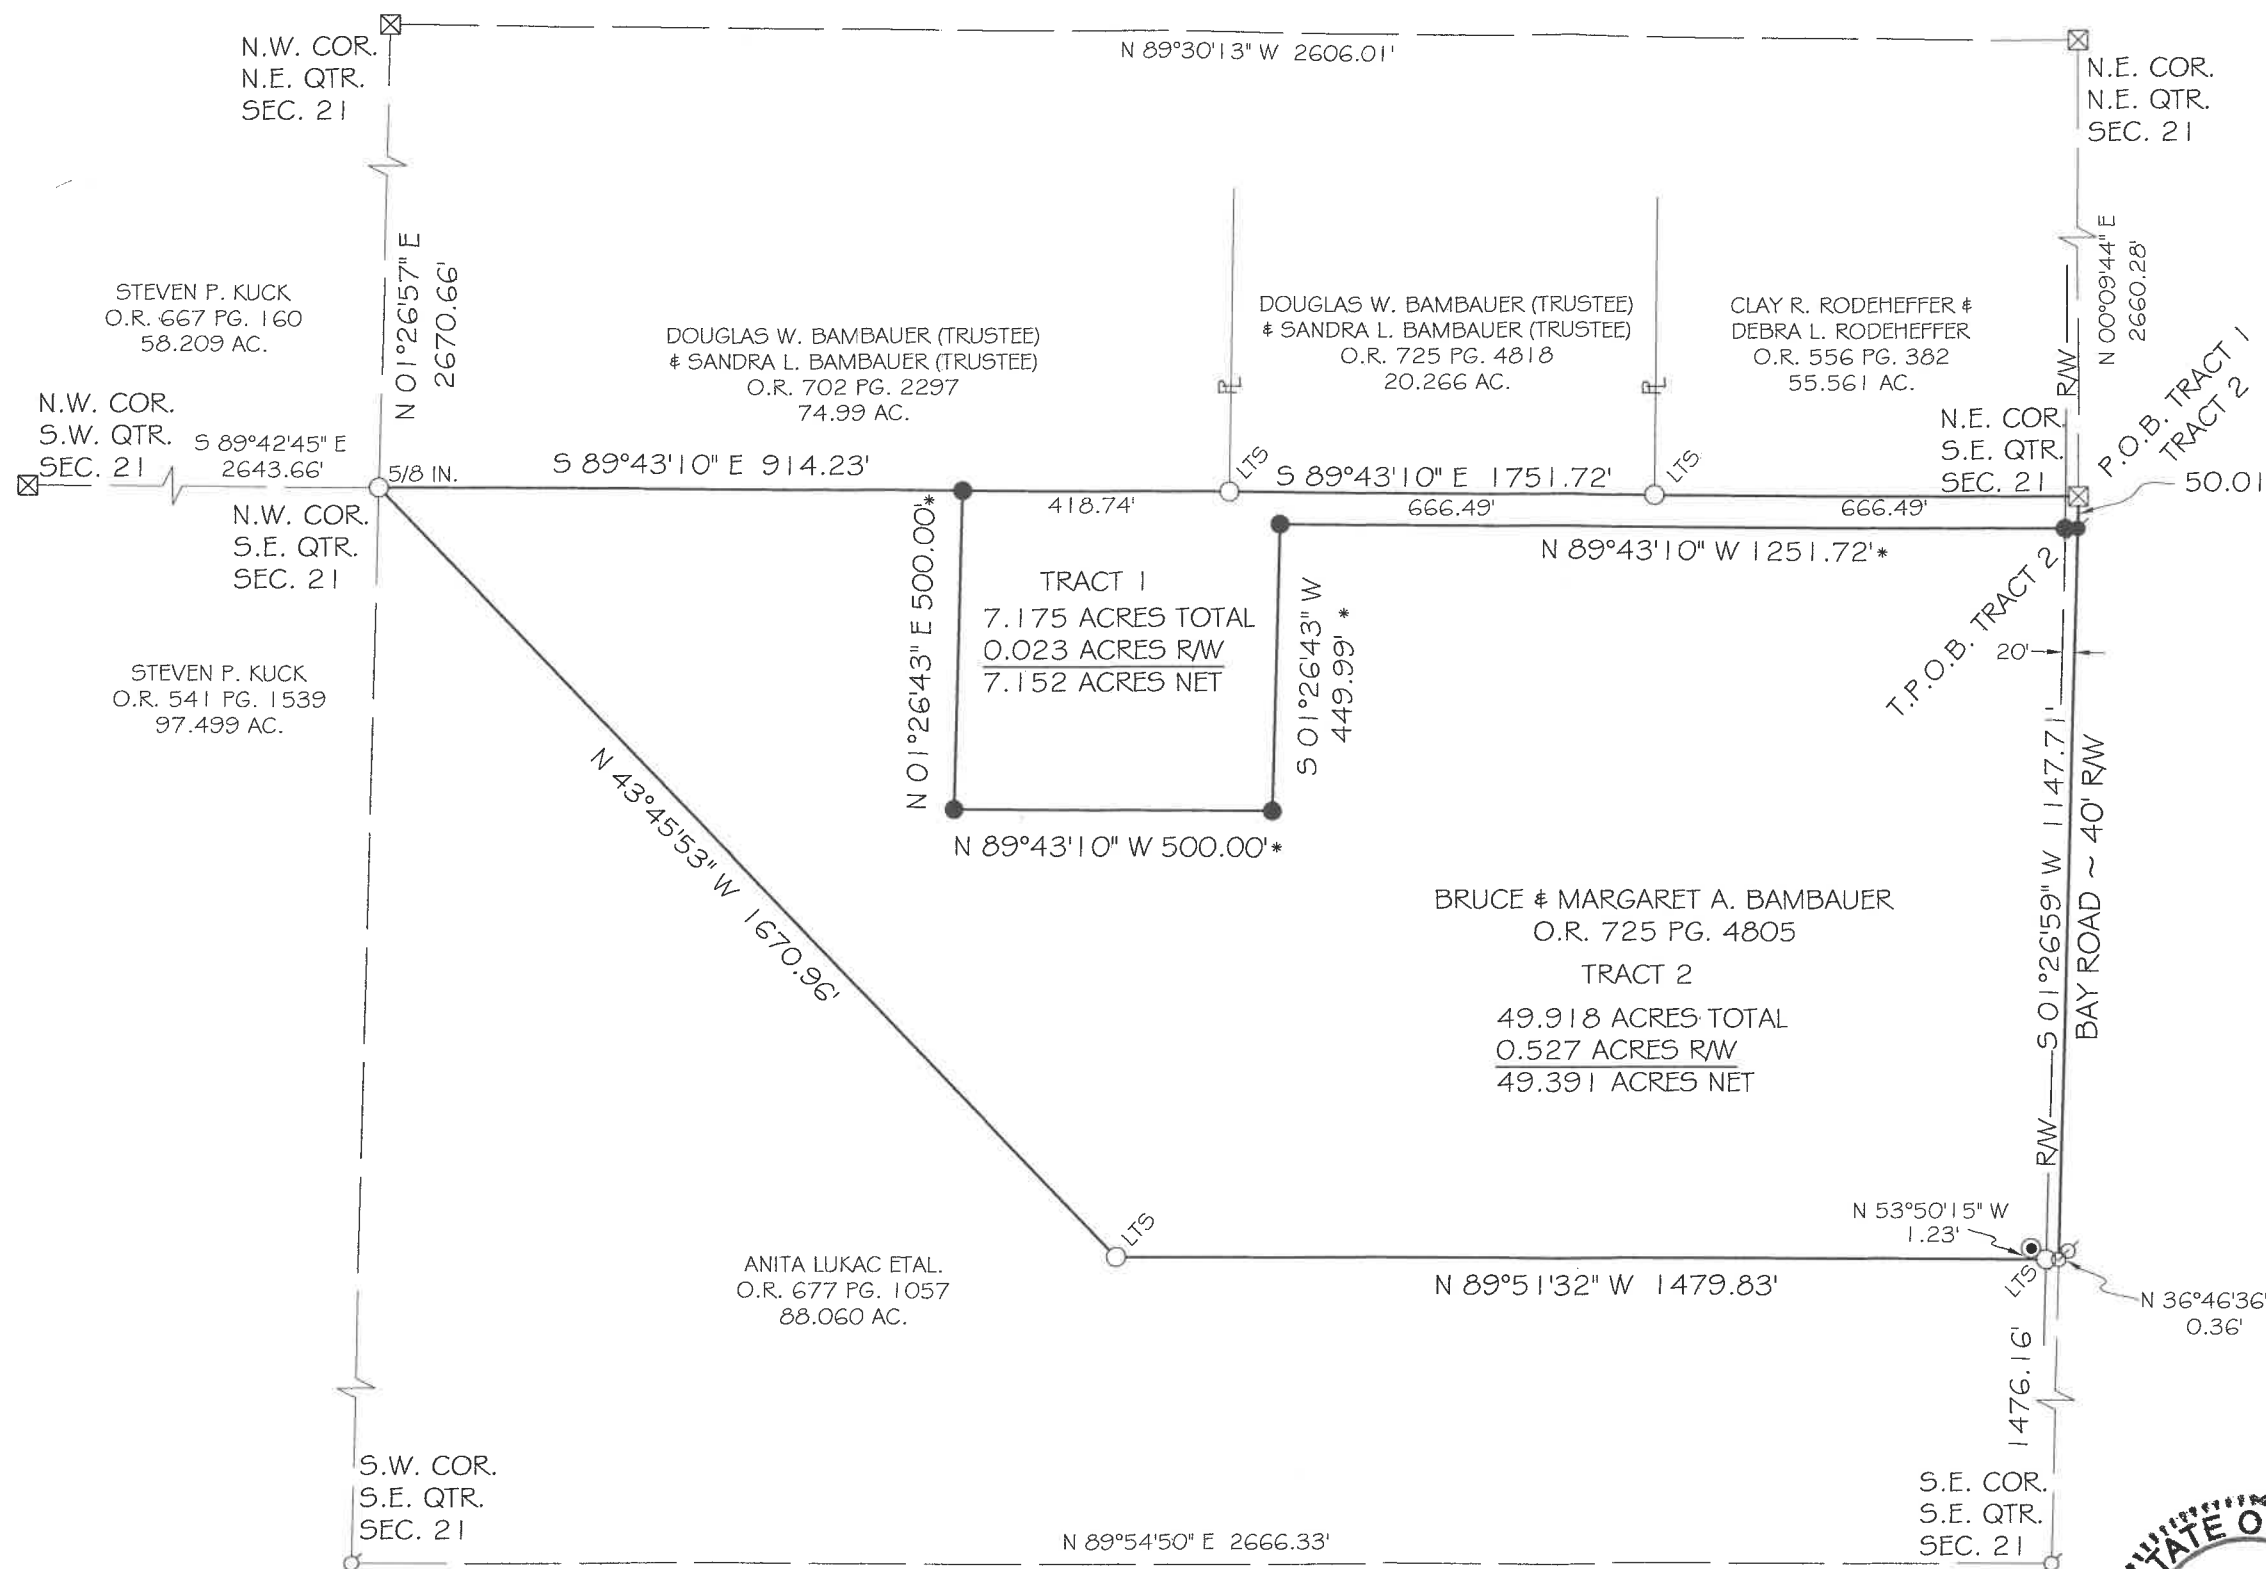 N.W. COR.
N.E. QTR.
SEC. 21
N 89°30'13" W 2606.01'
N.E. COR.
N.E. QTR.
SEC. 21
N 01°26'57" E
2670.66'
N 00°09'44" E
2660.28'
R/W
STEVEN P. KUCK
O.R. 667 PG. 160
58.209 AC.
DOUGLAS W. BAMBAUER (TRUSTEE)
& SANDRA L. BAMBAUER (TRUSTEE)
O.R. 702 PG. 2297
74.99 AC.
DOUGLAS W. BAMBAUER (TRUSTEE)
& SANDRA L. BAMBAUER (TRUSTEE)
O.R. 725 PG. 4818
20.266 AC.
CLAY R. RODEHEFFER &
DEBRA L. RODEHEFFER
O.R. 556 PG. 382
55.561 AC.
PL
PL
N.W. COR.
S.W. QTR.
SEC. 21
S 89°42'45" E
2643.66'
5/8 IN.
S 89°43'10" E 914.23'
LTS
S 89°43'10" E 1751.72'
LTS
N.E. COR.
S.E. QTR.
SEC. 21
P.O.B. TRACT 1
TRACT 2
50.01
418.74'
666.49'
666.49'
N.W. COR.
S.E. QTR.
SEC. 21
N 01°26'43" E 500.00'*
N 89°43'10" W 1251.72'*
TRACT 1
7.175 ACRES TOTAL
0.023 ACRES R/W
7.152 ACRES NET
S 01°26'43" W
449.99' *
T.P.O.B. TRACT 2
20'
STEVEN P. KUCK
O.R. 541 PG. 1539
97.499 AC.
N 43°45'53" W 1670.96'
N 89°43'10" W 500.00'*
R/W
S 01°26'59" W 1147.71'
BAY ROAD ~ 40' R/W
BRUCE & MARGARET A. BAMBAUER
O.R. 725 PG. 4805
TRACT 2
49.918 ACRES TOTAL
0.527 ACRES R/W
49.391 ACRES NET
LTS
N 53°50'15" W
1.23'
ANITA LUKAC ETAL.
O.R. 677 PG. 1057
88.060 AC.
N 89°51'32" W 1479.83'
LTS
N 36°46'36"
0.36'
1476.16'
S.W. COR.
S.E. QTR.
SEC. 21
S.E. COR.
S.E. QTR.
SEC. 21
N 89°54'50" E 2666.33'
TATE O